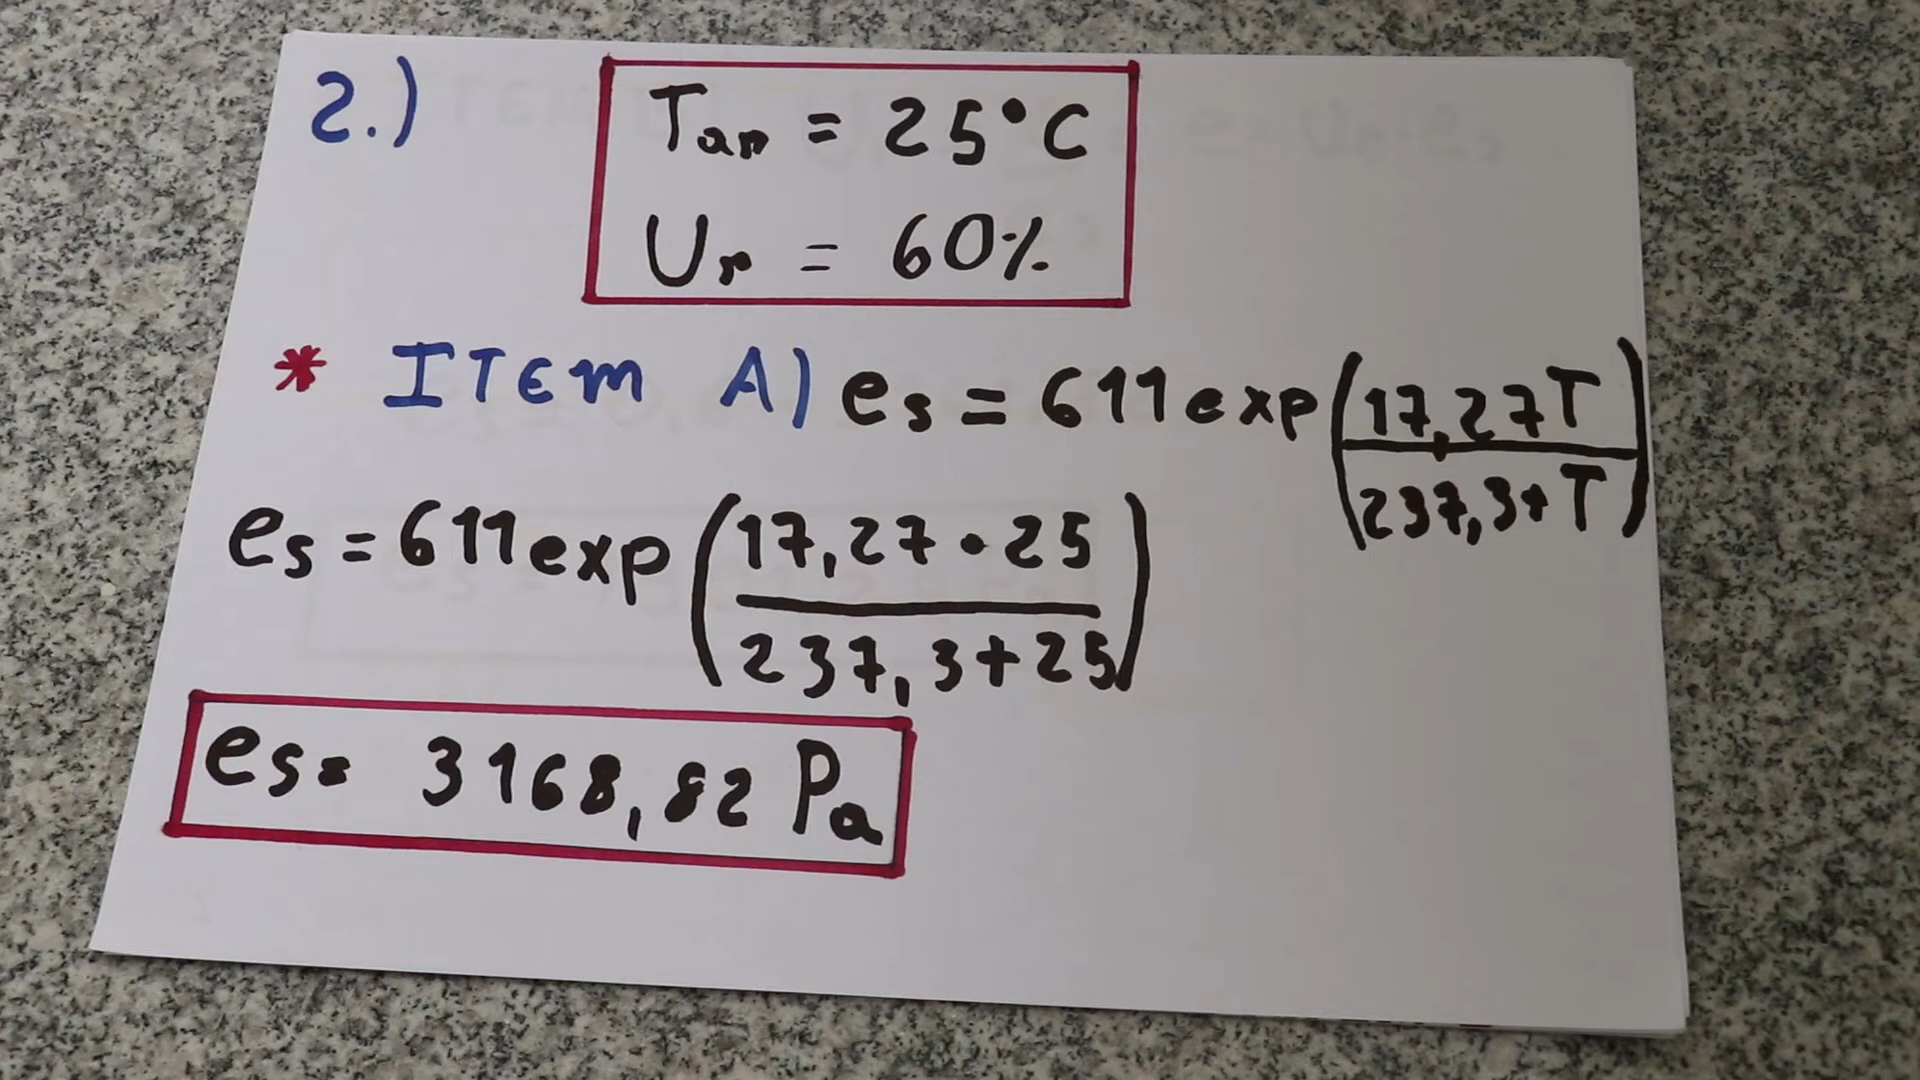 2.)
Tar = 25°C
Ur = 60%
* ITEM A) es = 611 exp(17,27T / 237,3+T)
es = 611 exp(17,27 • 25 / 237,3+25)
es = 3168,82 Pa